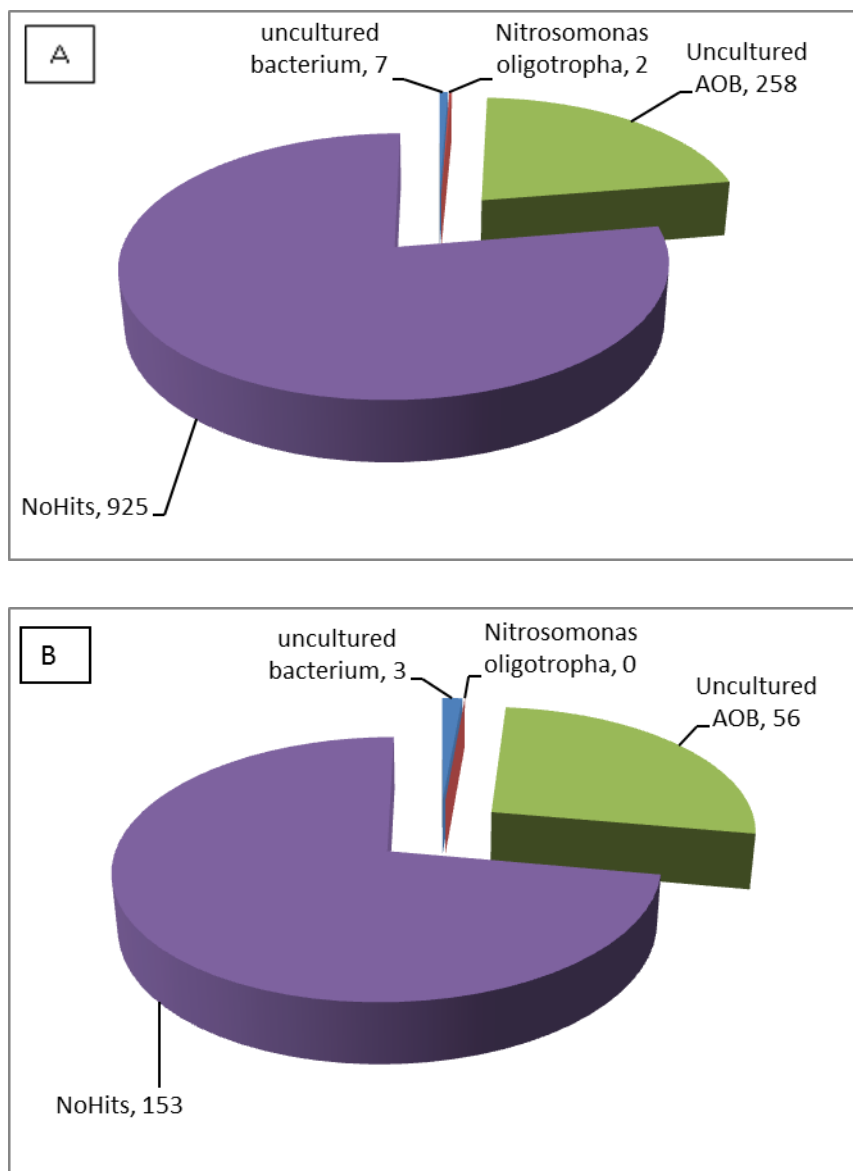 A
uncultured
bacterium, 7
Nitrosomonas
oligotropha, 2
Uncultured
AOB, 258
NoHits, 925
B
uncultured
bacterium, 3
Nitrosomonas
oligotropha, 0
Uncultured
AOB, 56
NoHits, 153